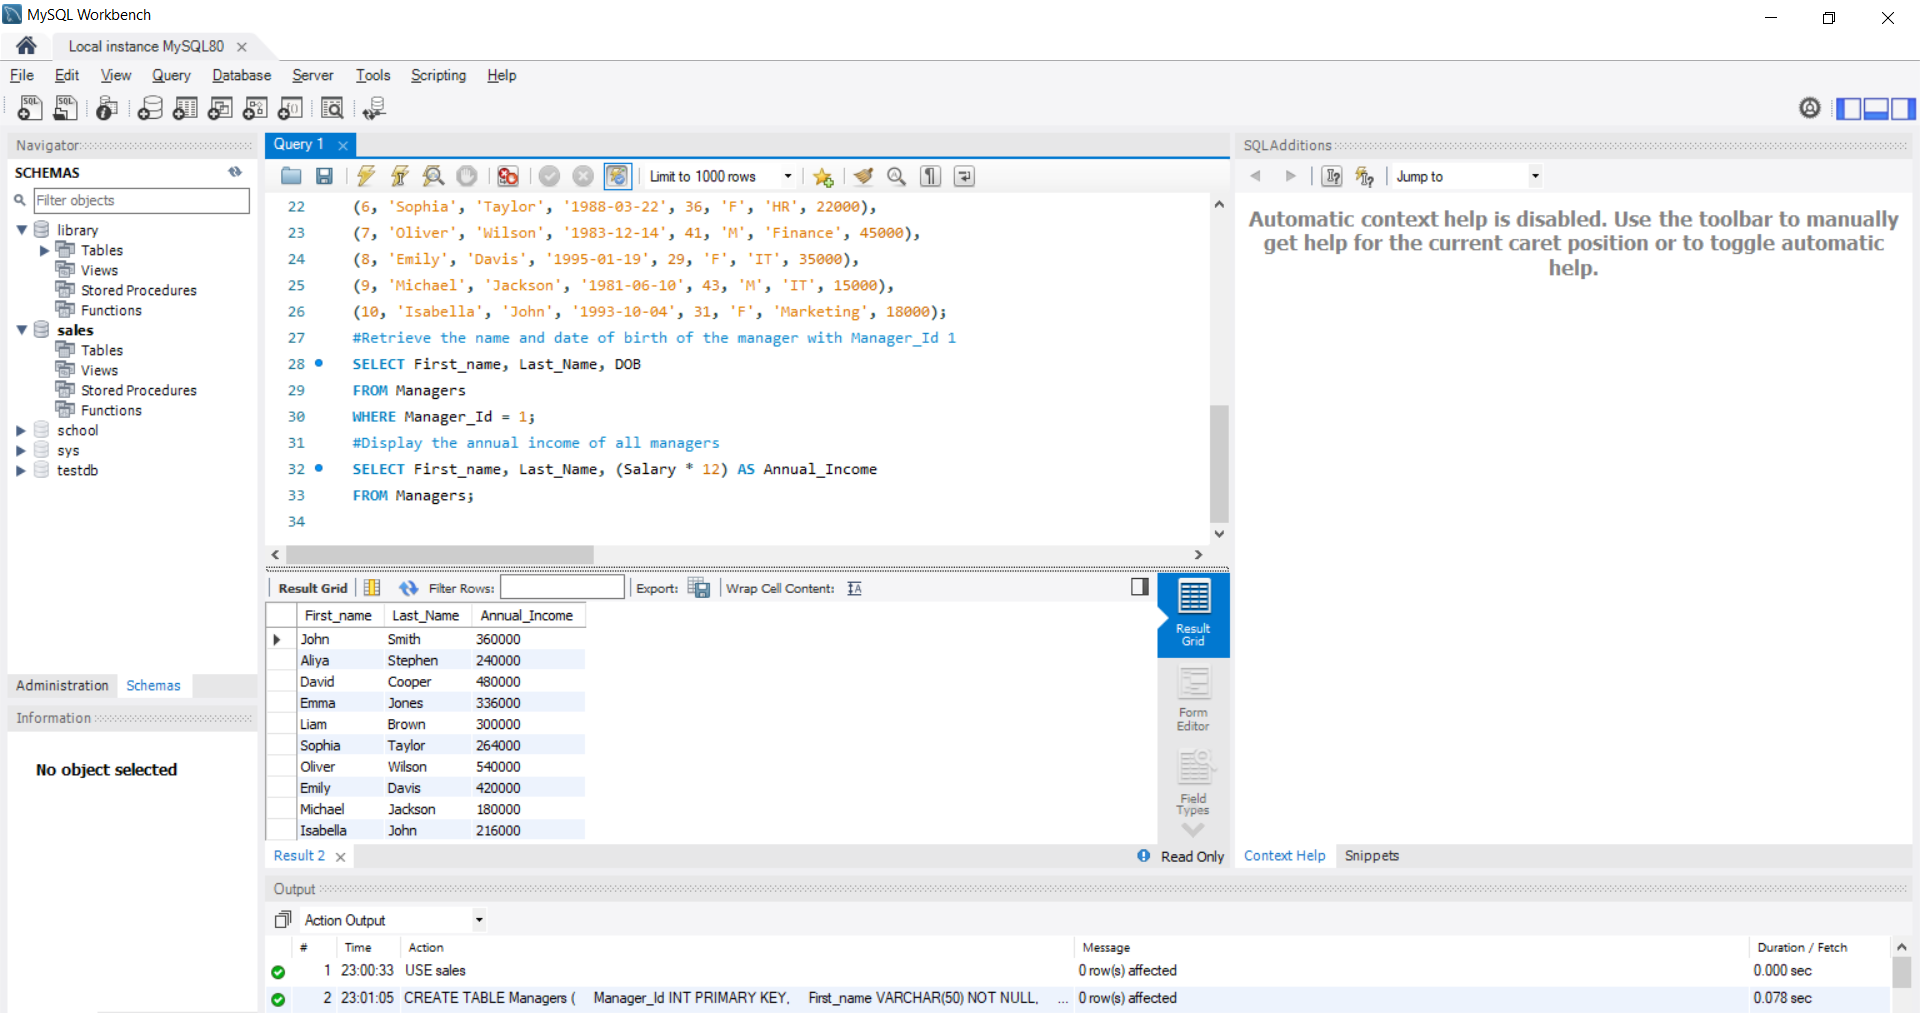 MySQL Workbench
Local instance MySQL80
File Edit View Query Database Server Tools Scripting Help
Navigator
SCHEMAS
Filter objects
library
Tables
Views
Stored Procedures
Functions
sales
Tables
Views
Stored Procedures
Functions
school
sys
testdb
Administration Schemas
Information
No object selected
Query 1
Limit to 1000 rows
22 (6, 'Sophia', 'Taylor', '1988-03-22', 36, 'F', 'HR', 22000),
23 (7, 'Oliver', 'Wilson', '1983-12-14', 41, 'M', 'Finance', 45000),
24 (8, 'Emily', 'Davis', '1995-01-19', 29, 'F', 'IT', 35000),
25 (9, 'Michael', 'Jackson', '1981-06-10', 43, 'M', 'IT', 15000),
26 (10, 'Isabella', 'John', '1993-10-04', 31, 'F', 'Marketing', 18000);
27 #Retrieve the name and date of birth of the manager with Manager_Id 1
28 SELECT First_name, Last_Name, DOB
29 FROM Managers
30 WHERE Manager_Id = 1;
31 #Display the annual income of all managers
32 SELECT First_name, Last_Name, (Salary * 12) AS Annual_Income
33 FROM Managers;
34
Result Grid Filter Rows: Export: Wrap Cell Content:
First_name Last_Name Annual_Income
John Smith 360000
Aliya Stephen 240000
David Cooper 480000
Emma Jones 336000
Liam Brown 300000
Sophia Taylor 264000
Oliver Wilson 540000
Emily Davis 420000
Michael Jackson 180000
Isabella John 216000
Result
Grid
Form
Editor
Field
Types
Result 2 Read Only
SQLAdditions
Jump to
Automatic context help is disabled. Use the toolbar to manually
get help for the current caret position or to toggle automatic
help.
Context Help Snippets
Output
Action Output
# Time Action Message Duration / Fetch
1 23:00:33 USE sales 0 row(s) affected 0.000 sec
2 23:01:05 CREATE TABLE Managers ( Manager_Id INT PRIMARY KEY, First_name VARCHAR(50) NOT NULL, ... 0 row(s) affected 0.078 sec